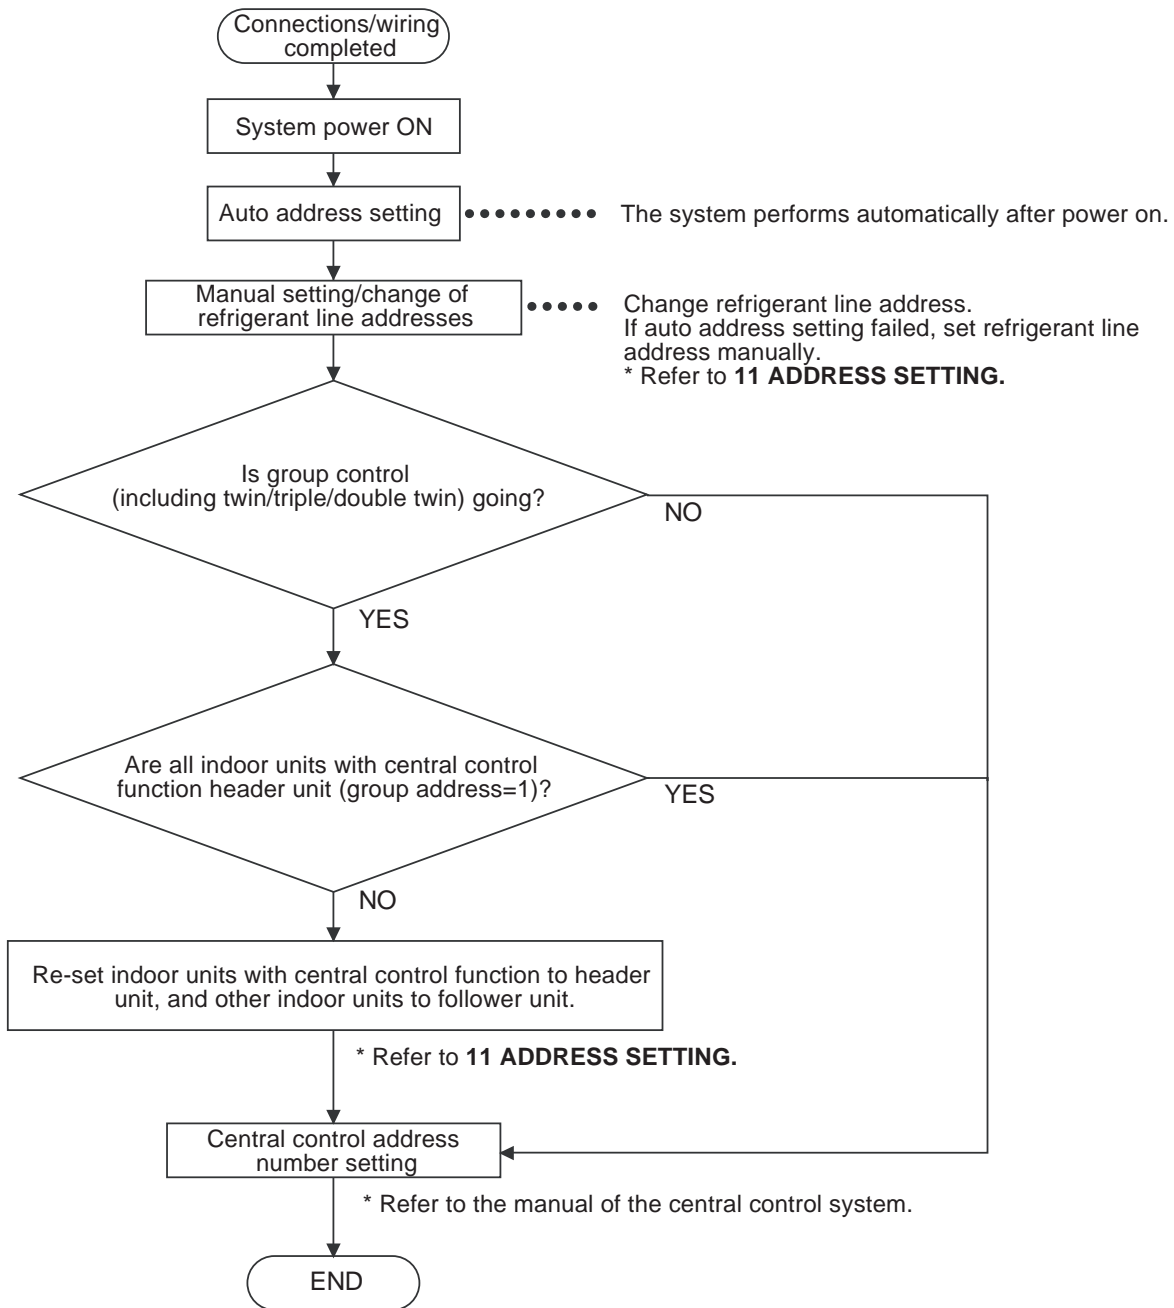 Connections/wiring
completed
System power ON
Auto address setting
The system performs automatically after power on.
Manual setting/change of
refrigerant line addresses
Change refrigerant line address.
If auto address setting failed, set refrigerant line
address manually.
* Refer to 11 ADDRESS SETTING.
Is group control
(including twin/triple/double twin) going?
NO
YES
Are all indoor units with central control
function header unit (group address=1)?
YES
NO
Re-set indoor units with central control function to header
unit, and other indoor units to follower unit.
* Refer to 11 ADDRESS SETTING.
Central control address
number setting
* Refer to the manual of the central control system.
END